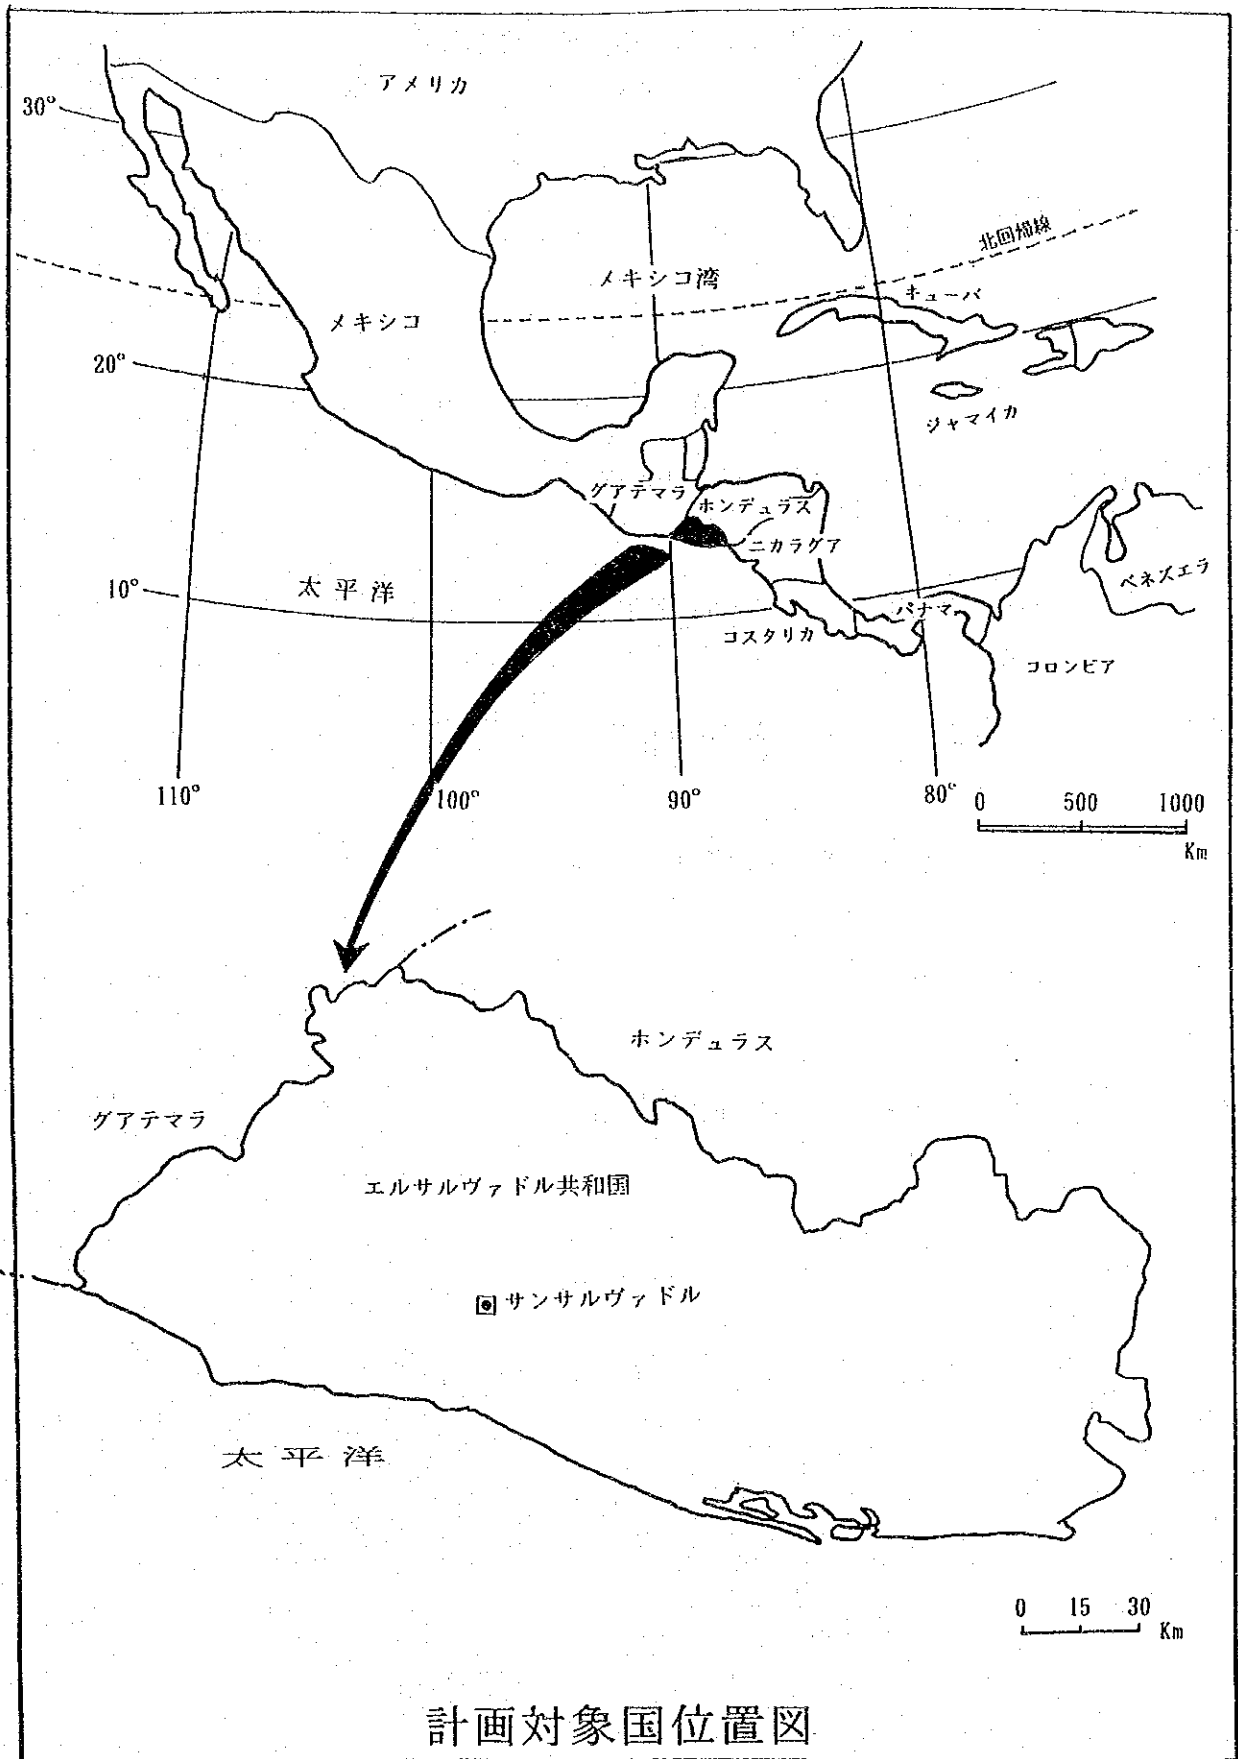 アメリカ
30°
北回帰線
メキシコ湾
キューバ
メキシコ
20°
ジャマイカ
グアテマラ
ホンデュラス
ニカラグア
ベネズエラ
10°
太平洋
パナマ
コスタリカ
コロンビア
110°
100°
90°
80°
0 500 1000
Km
ホンデュラス
グアテマラ
エルサルヴァドル共和国
サンサルヴァドル
太平洋
0 15 30
Km
計画対象国位置図